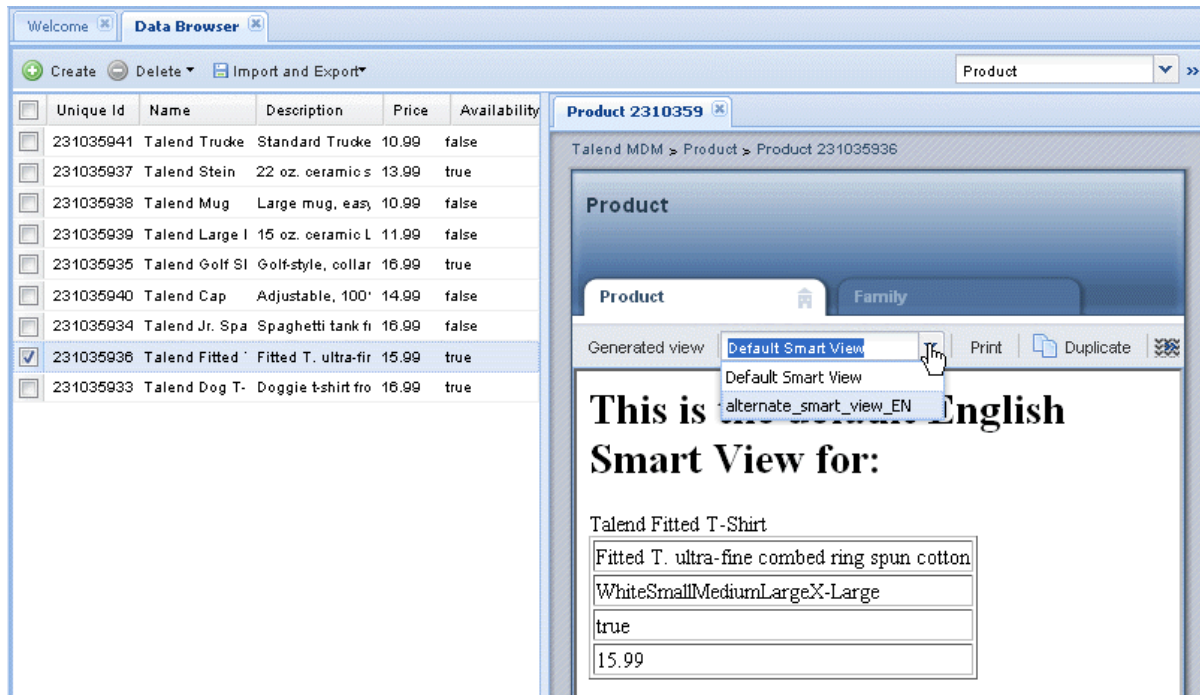 Welcome Data Browser
Create Delete Import and Export Product »
Unique Id Name Description Price Availability
231035941 Talend Trucke Standard Trucke 10.99 false
231035937 Talend Stein 22 oz. ceramic s 13.99 true
231035938 Talend Mug Large mug, easy 10.99 false
231035939 Talend Large 15 oz. ceramic L 11.99 false
231035935 Talend Golf Sl Golf-style, collar 16.99 true
231035940 Talend Cap Adjustable, 100 14.99 false
231035934 Talend Jr. Spa Spaghetti tank fi 16.99 false
231035936 Talend Fitted Fitted T. ultra-fir 15.99 true
231035933 Talend Dog T- Doggie t-shirt fro 16.99 true
Product 2310359
Talend MDM > Product > Product 231035936
Product
Product Family
Generated view Default Smart View Print Duplicate
Default Smart View
alternate_smart_view_EN
This is English
Smart View for:
Talend Fitted T-Shirt
Fitted T. ultra-fine combed ring spun cotton
WhiteSmallMediumLargeX-Large
true
15.99